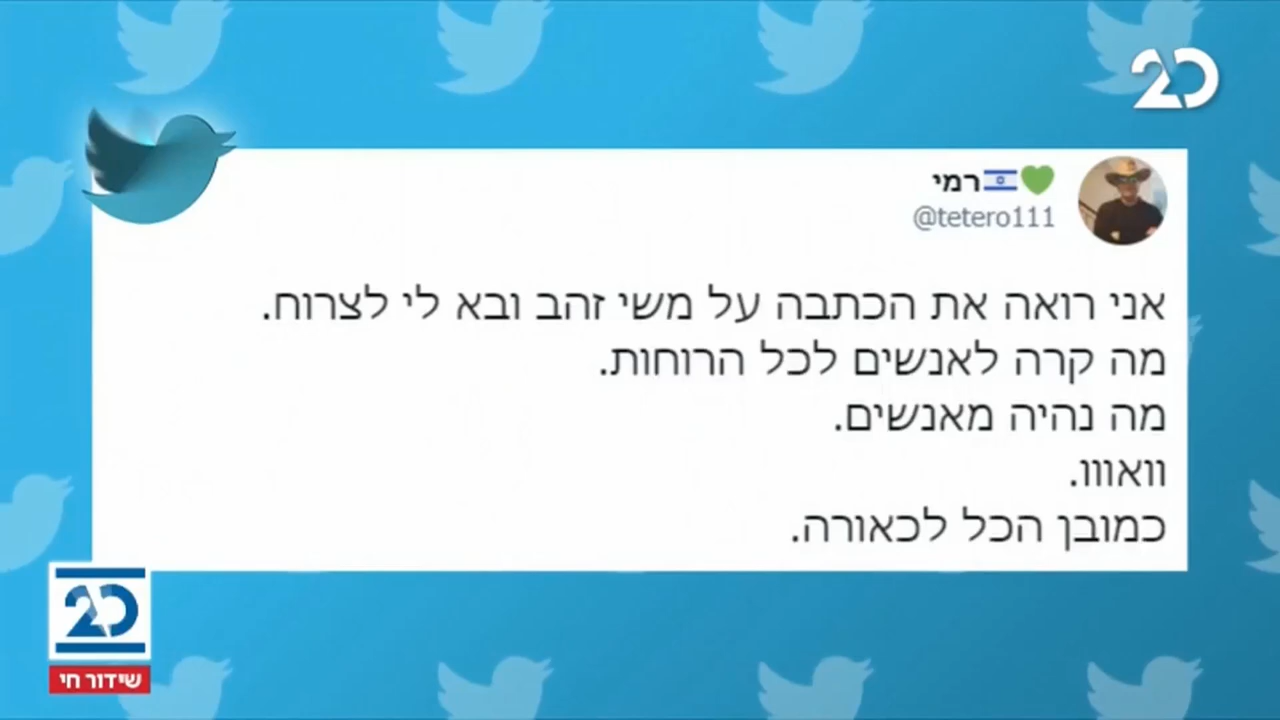 20
רמי
@tetero111
אני רואה את הכתבה על משי זהב ובא לי לצרוח.
מה קרה לאנשים לכל הרוחות.
מה נהיה מאנשים.
וואווו.
כמובן הכל לכאורה.
20
שידור חי